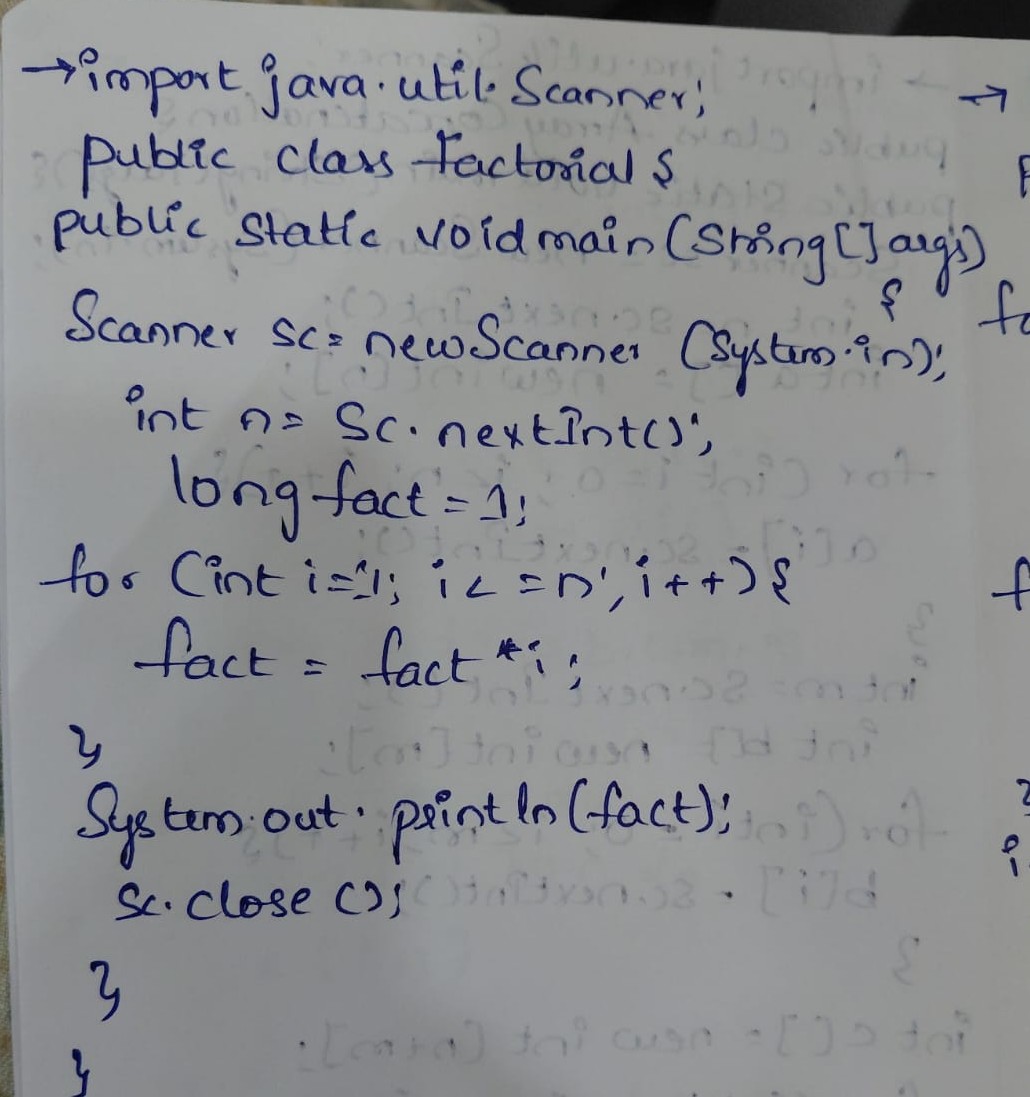 →import java.util.Scanner;
public class Factorial {
public static void main(String[] args)
{
Scanner sc = new Scanner (System.in);
int n = sc.nextInt();
long fact = 1;
for (int i=1; i<=n; i++) {
fact = fact *i;
}
System.out.println(fact);
sc.close ();
}
}
→